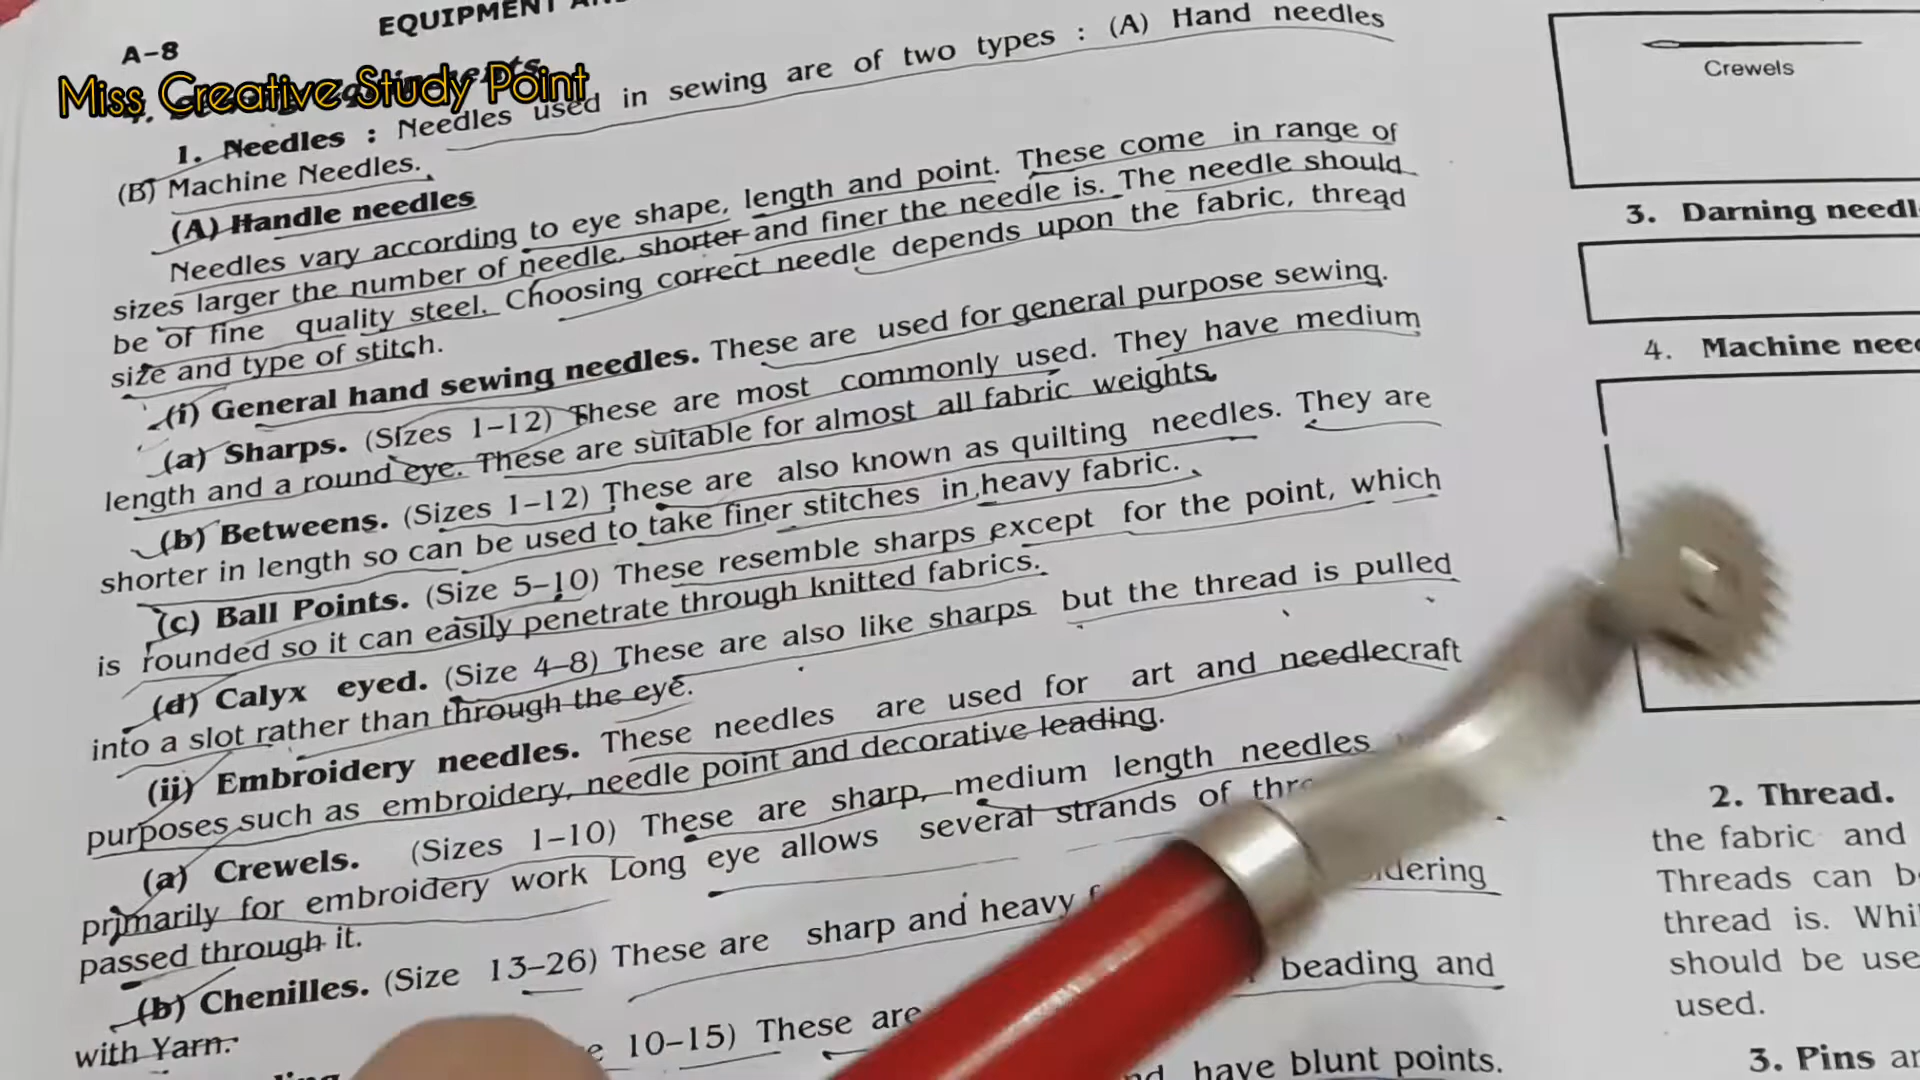 EQUIPMENT
A-8
Miss Creative Study Point
1. Needles : Needles used in sewing are of two types : (A) Hand needles
(B) Machine Needles.
(A) Handle needles
Needles vary according to eye shape, length and point. These come in range of
sizes larger the number of needle, shorter and finer the needle is. The needle should
be of fine quality steel. Choosing correct needle depends upon the fabric, thread
size and type of stitch.
(i) General hand sewing needles. These are used for general purpose sewing.
(a) Sharps. (Sizes 1-12) These are most commonly used. They have medium
length and a round eye. These are suitable for almost all fabric weights.
(b) Betweens. (Sizes 1-12) These are also known as quilting needles. They are
shorter in length so can be used to take finer stitches in heavy fabric.
(c) Ball Points. (Size 5-10) These resemble sharps except for the point, which
is rounded so it can easily penetrate through knitted fabrics.
(d) Calyx eyed. (Size 4-8) These are also like sharps but the thread is pulled
into a slot rather than through the eye.
(ii) Embroidery needles. These needles are used for art and needlecraft
purposes such as embroidery, needle point and decorative leading.
(a) Crewels. (Sizes 1-10) These are sharp, medium length needles
primarily for embroidery work Long eye allows several strands of
passed through it.
(b) Chenilles. (Size 13-26) These are sharp and heavy
with Yarn.
10-15) These are beading and
have blunt points.
Crewels
3. Darning
4. Machine
2. Thread.
the fabric and
Threads can
thread is.
should be
used.
3. Pins